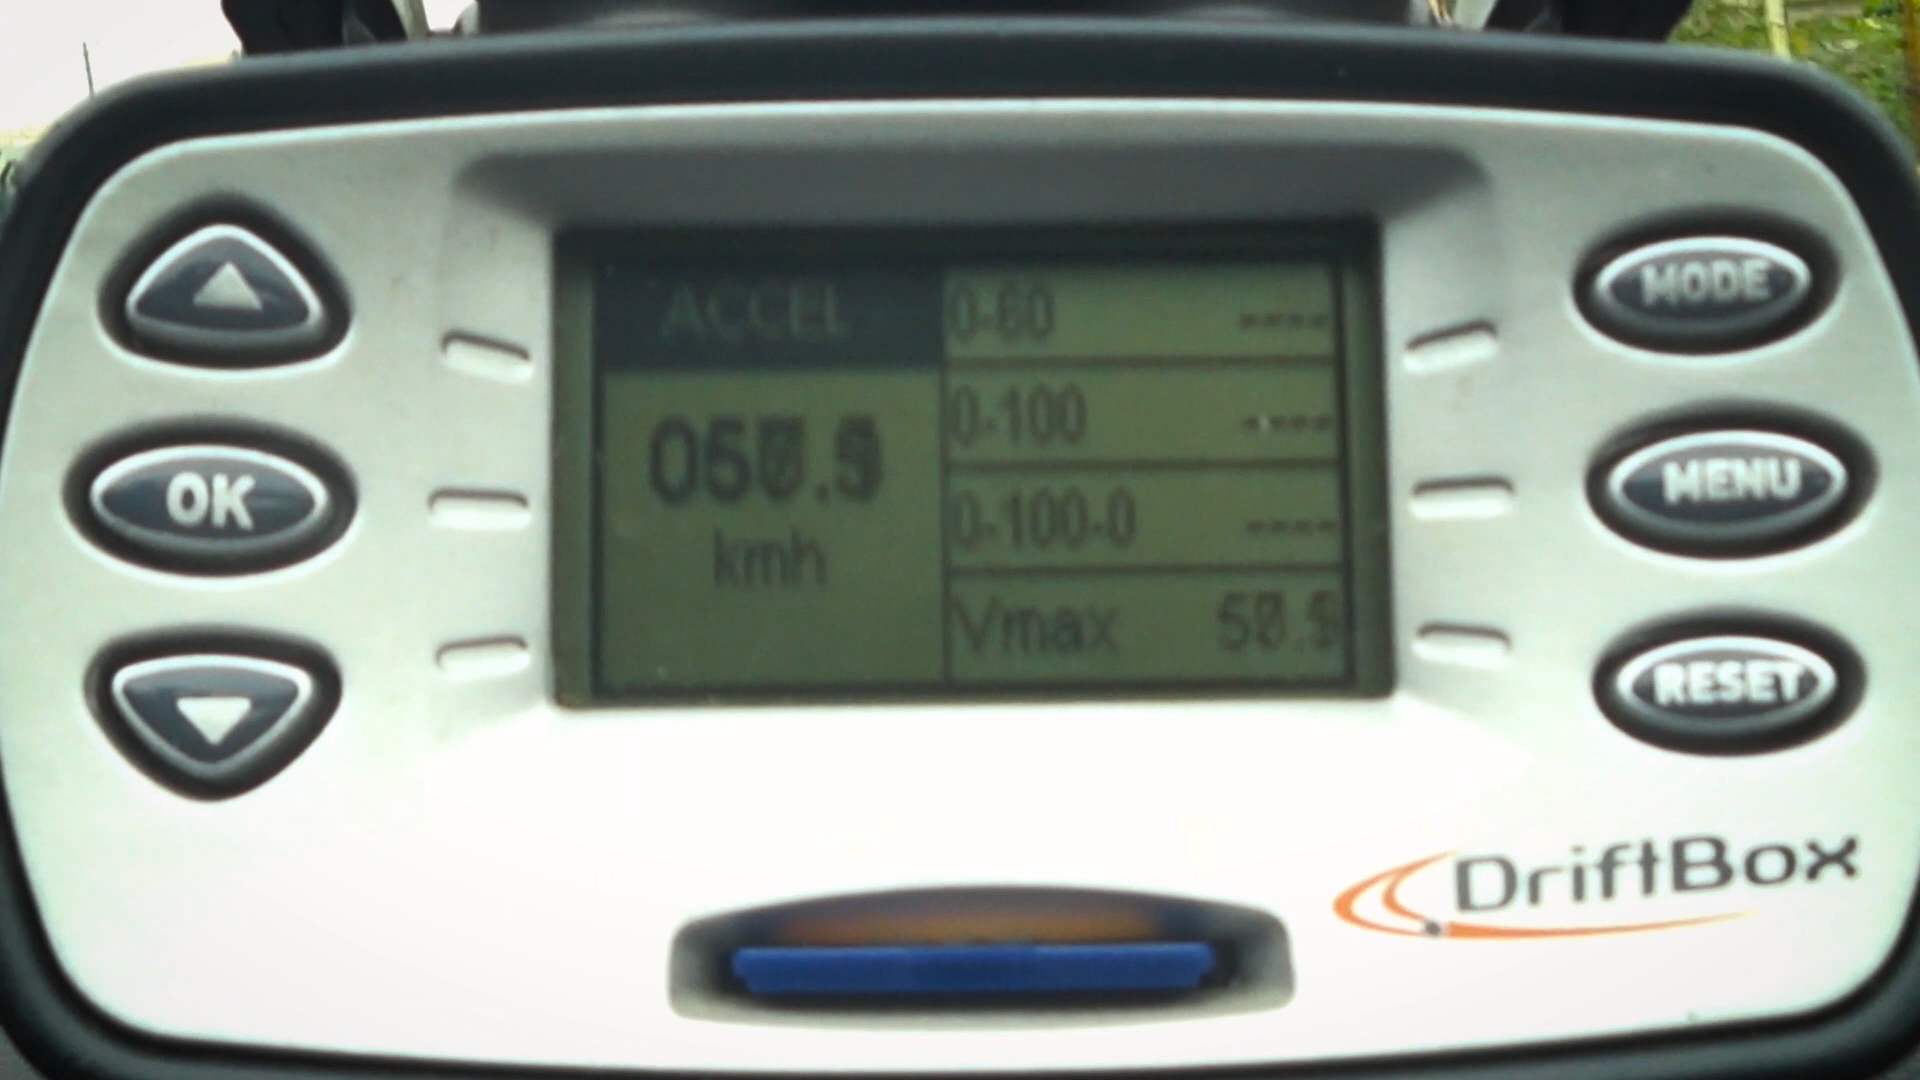 ACCEL
0-60 ----
0-100 ----
0-100-0 ----
kmh
Vmax
OK
MODE
MENU
RESET
DriftBox